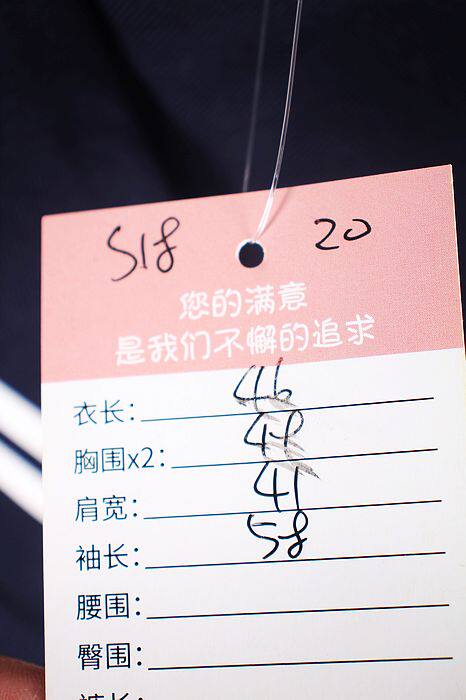 518 20
您的满意
是我们不懈的追求
衣长: 46
胸围x2: 48
肩宽: 41
袖长: 58
腰围:
臀围: